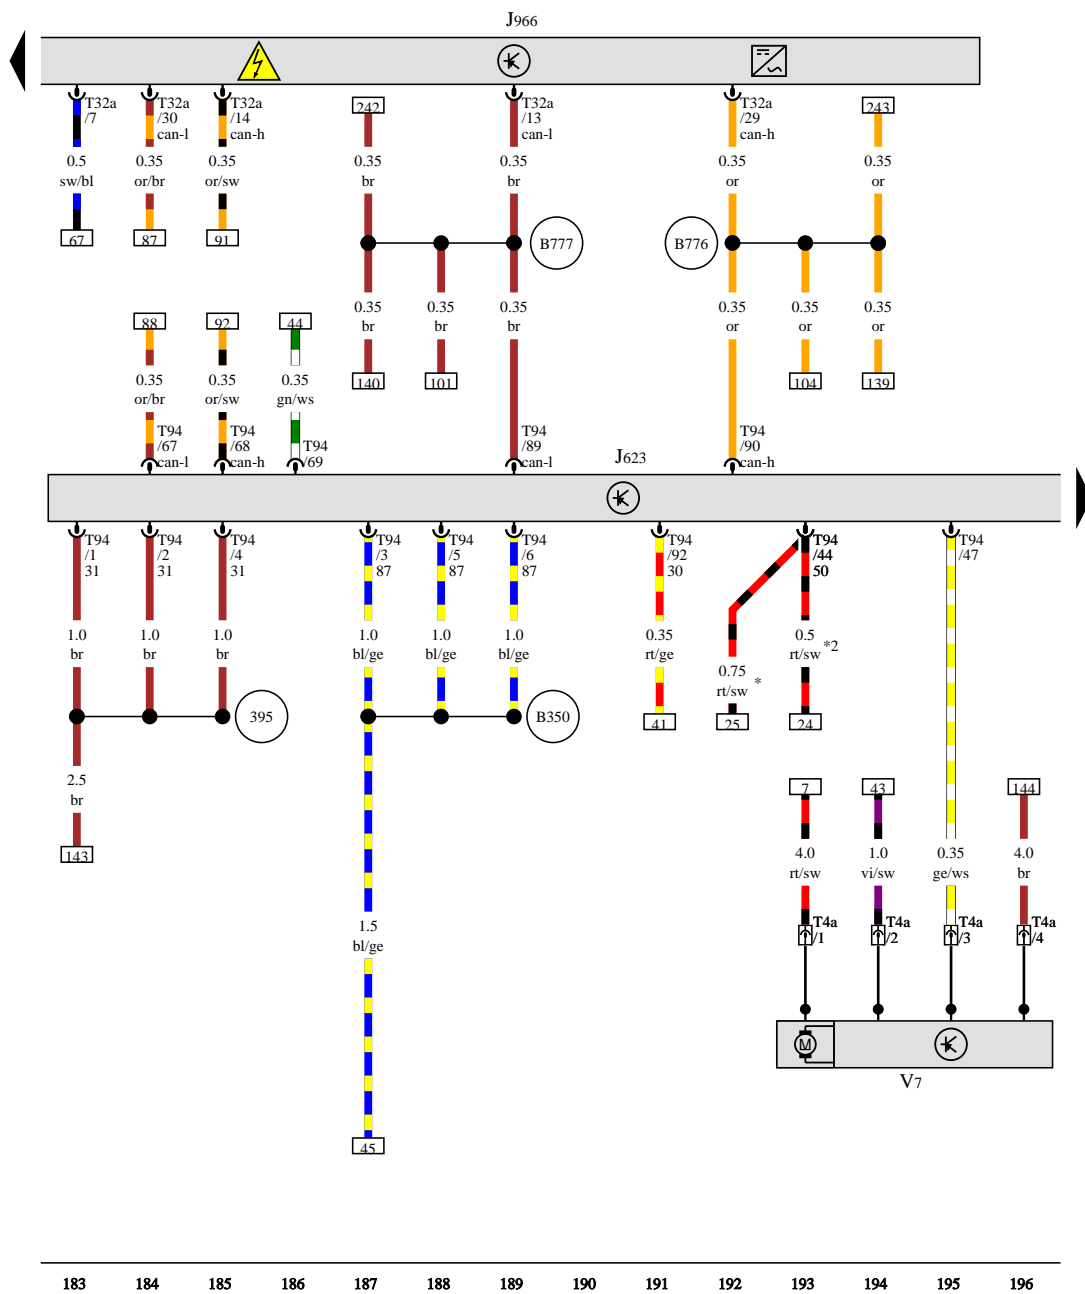 J966
T32a
/7
T32a
/30
can-l
T32a
/14
can-h
242
T32a
/13
can-l
T32a
/29
can-h
243
0.5
sw/bl
0.35
or/br
0.35
or/sw
0.35
br
0.35
br
0.35
or
0.35
or
67
87
91
B777
B776
88
92
44
0.35
br
0.35
br
0.35
br
0.35
or
0.35
or
0.35
or
0.35
or/br
0.35
or/sw
0.35
gn/ws
140
101
104
139
T94
/67
can-l
T94
/68
can-h
T94
/69
T94
/89
can-l
T94
/90
can-h
J623
T94
/1
31
T94
/2
31
T94
/4
31
T94
/3
87
T94
/5
87
T94
/6
87
T94
/92
30
T94
/44
50
T94
/47
1.0
br
1.0
br
1.0
br
1.0
bl/ge
1.0
bl/ge
1.0
bl/ge
0.35
rt/ge
0.75
rt/sw *
0.5
rt/sw *2
395
B350
41
25
24
2.5
br
7
43
144
143
4.0
rt/sw
1.0
vi/sw
0.35
ge/ws
4.0
br
1.5
bl/ge
T4a
/1
T4a
/2
T4a
/3
T4a
/4
M
V7
45
183 184 185 186 187 188 189 190 191 192 193 194 195 196